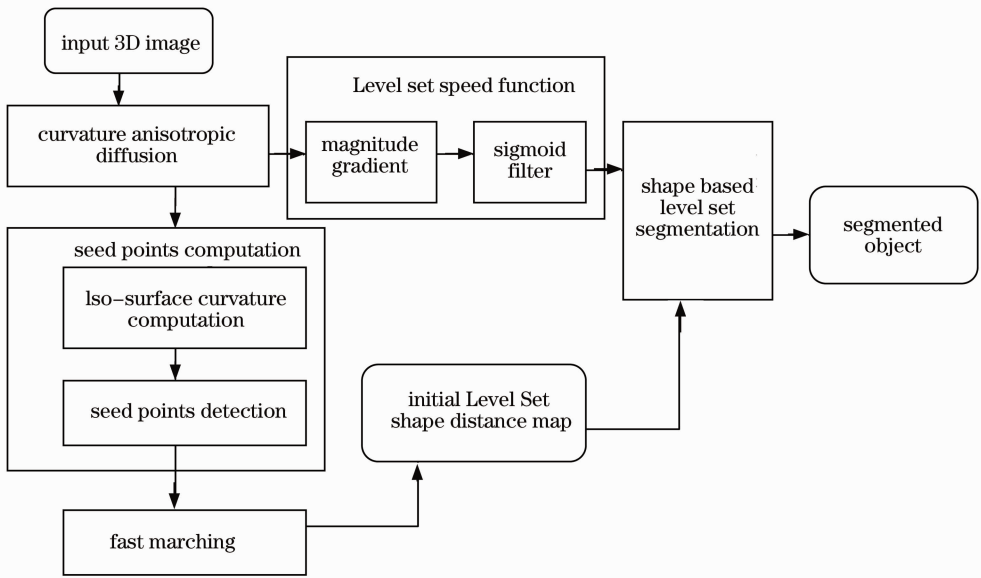 input 3D image
Level set speed function
curvature anisotropic
diffusion
magnitude
gradient
sigmoid
filter
shape based
level set
segmentation
segmented
object
seed points computation
lso-surface curvature
computation
seed points detection
initial Level Set
shape distance map
fast marching